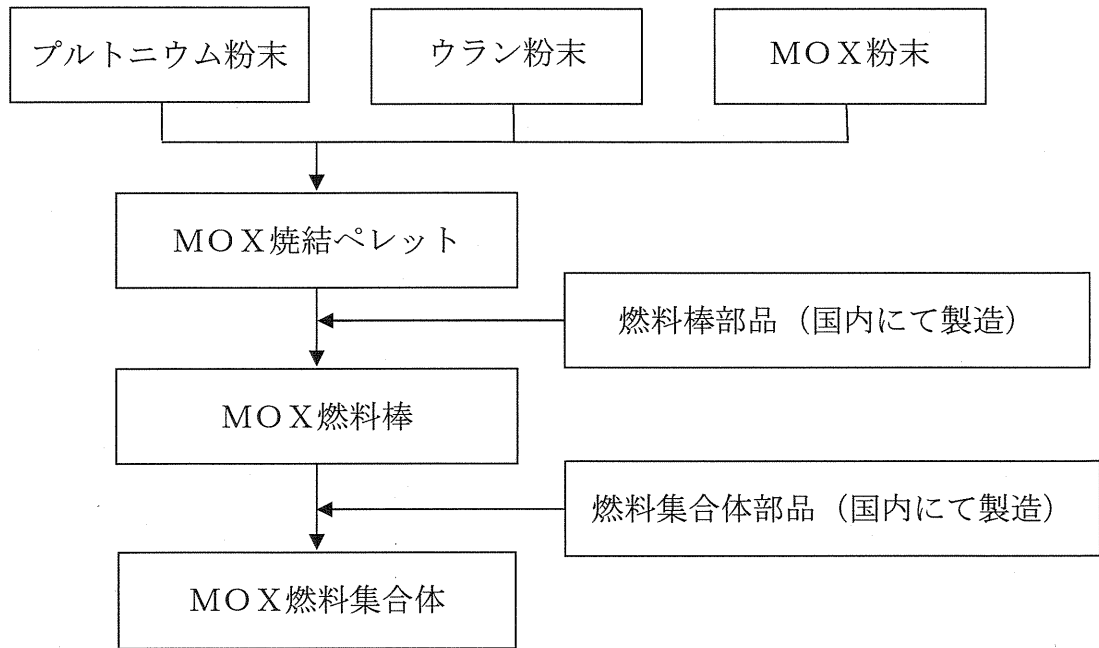 プルトニウム粉末
ウラン粉末
ＭＯＸ粉末
ＭＯＸ焼結ペレット
燃料棒部品（国内にて製造）
ＭＯＸ燃料棒
燃料集合体部品（国内にて製造）
ＭＯＸ燃料集合体